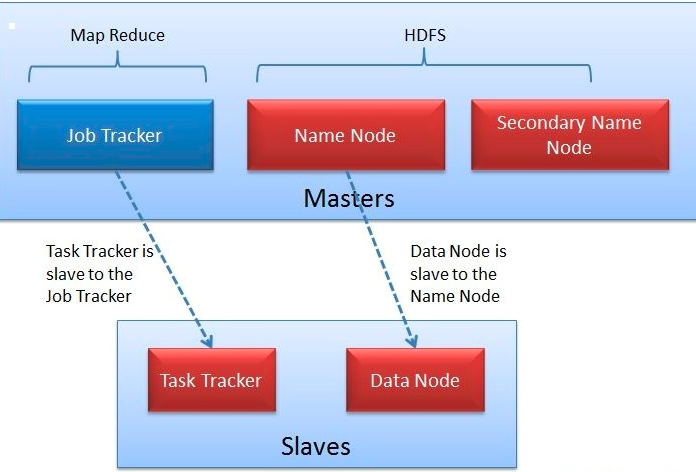 Map Reduce
HDFS
Job Tracker
Name Node
Secondary Name
Node
Masters
Task Tracker is
slave to the
Job Tracker
Data Node is
slave to the
Name Node
Task Tracker
Data Node
Slaves